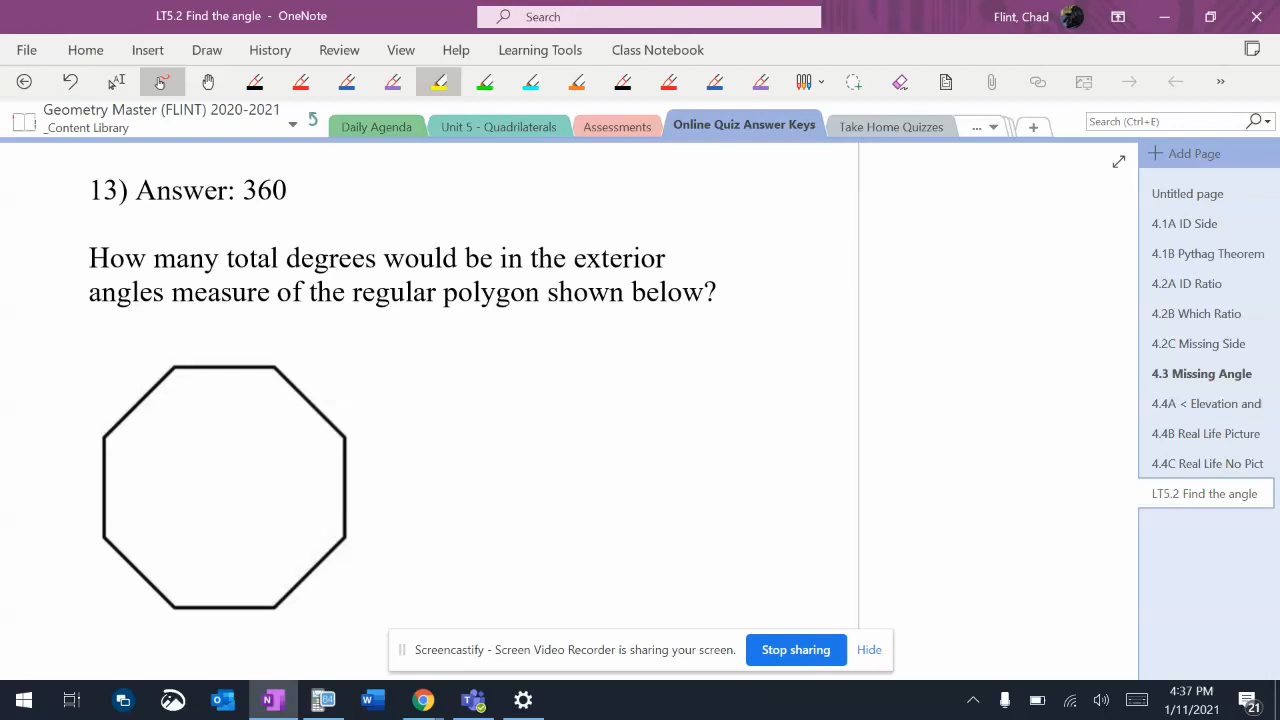 LT5.2 Find the angle - OneNote
Search
Flint, Chad
File Home Insert Draw History Review View Help Learning Tools Class Notebook
Geometry Master (FLINT) 2020-2021
_Content Library
Daily Agenda
Unit 5 - Quadrilaterals
Assessments
Online Quiz Answer Keys
Take Home Quizzes
...
Search (Ctrl+E)
Add Page
13) Answer: 360
How many total degrees would be in the exterior
angles measure of the regular polygon shown below?
Untitled page
4.1A ID Side
4.1B Pythag Theorem
4.2A ID Ratio
4.2B Which Ratio
4.2C Missing Side
4.3 Missing Angle
4.4A < Elevation and
4.4B Real Life Picture
4.4C Real Life No Pict
LT5.2 Find the angle
Screencastify - Screen Video Recorder is sharing your screen.
Stop sharing
Hide
84
4:37 PM
1/11/2021
21